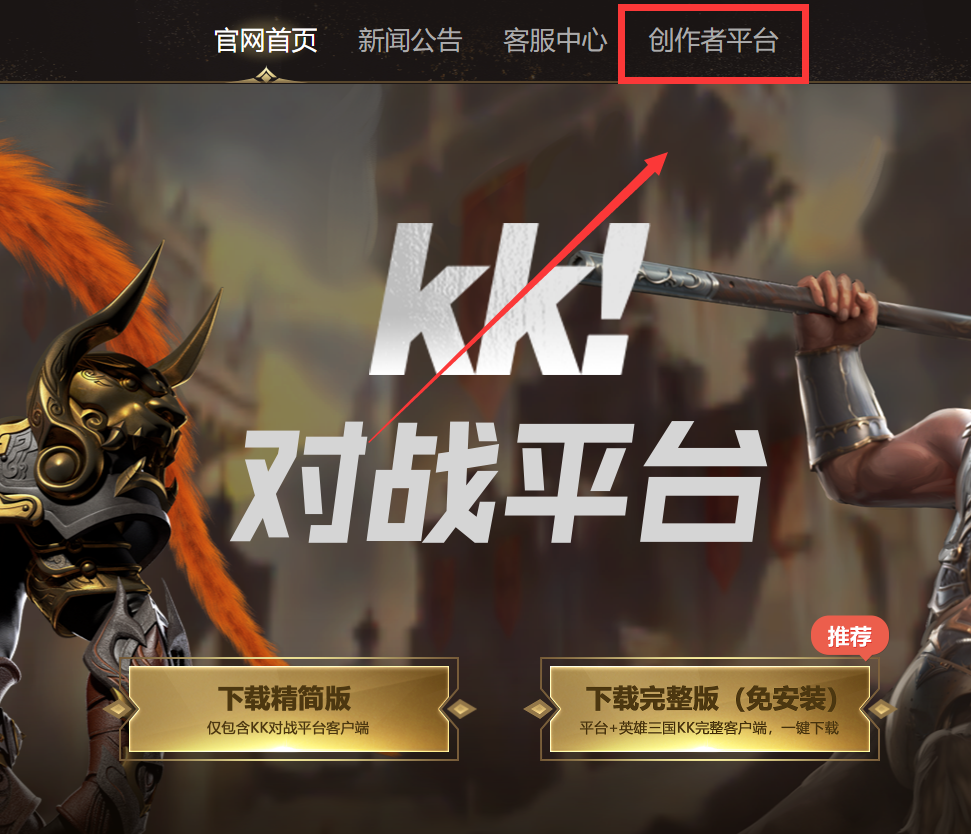 官网首页 新闻公告 客服中心 创作者平台
kk!
对战平台
推荐
下载精简版
仅包含KK对战平台客户端
下载完整版（免安装）
平台+英雄三国KK完整客户端，一键下载